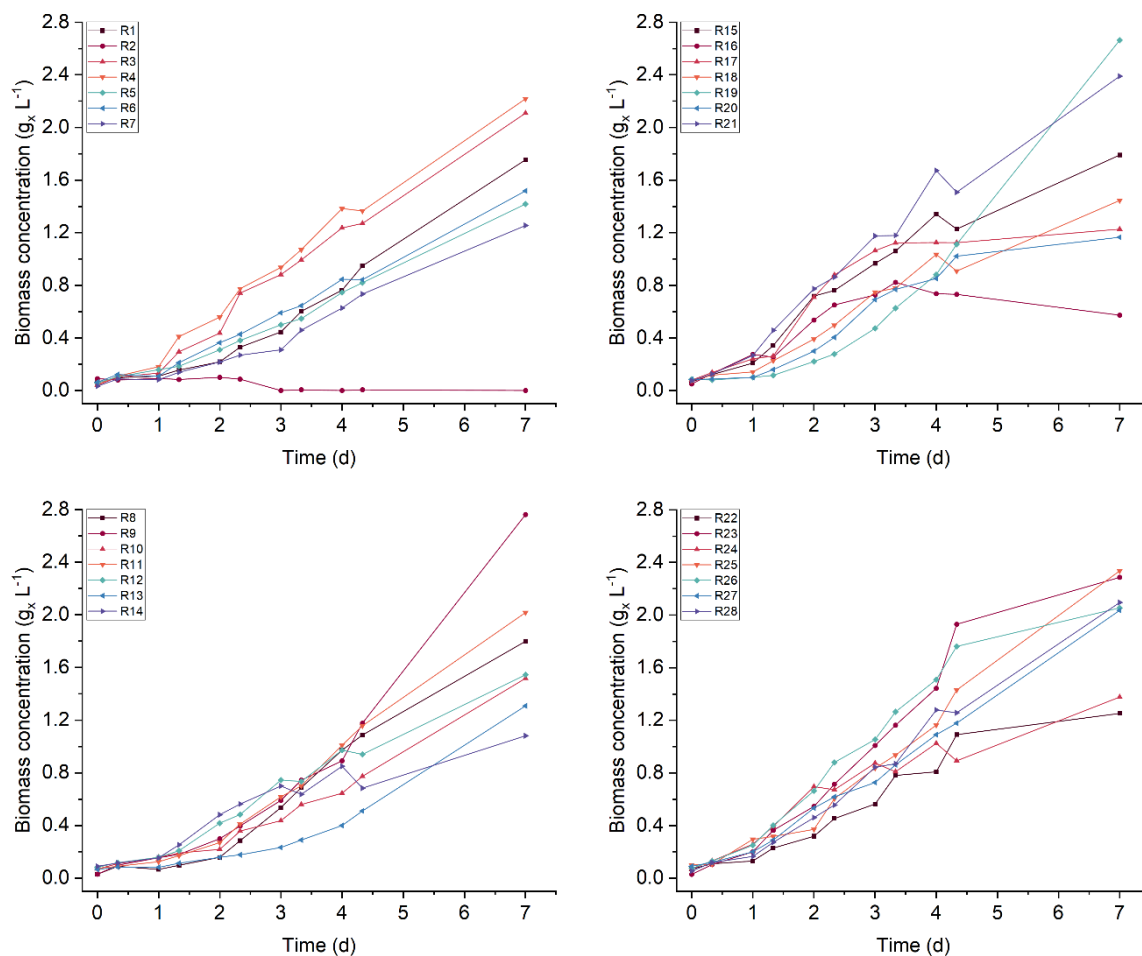 2.8
2.4
2.0
1.6
1.2
0.8
0.4
0.0
Biomass concentration (gₓ L⁻¹)
R1
R2
R3
R4
R5
R6
R7
0 1 2 3 4 5 6 7
Time (d)
2.8
2.4
2.0
1.6
1.2
0.8
0.4
0.0
Biomass concentration (gₓ L⁻¹)
R15
R16
R17
R18
R19
R20
R21
0 1 2 3 4 5 6 7
Time (d)
2.8
2.4
2.0
1.6
1.2
0.8
0.4
0.0
Biomass concentration (gₓ L⁻¹)
R8
R9
R10
R11
R12
R13
R14
0 1 2 3 4 5 6 7
Time (d)
2.8
2.4
2.0
1.6
1.2
0.8
0.4
0.0
Biomass concentration (gₓ L⁻¹)
R22
R23
R24
R25
R26
R27
R28
0 1 2 3 4 5 6 7
Time (d)